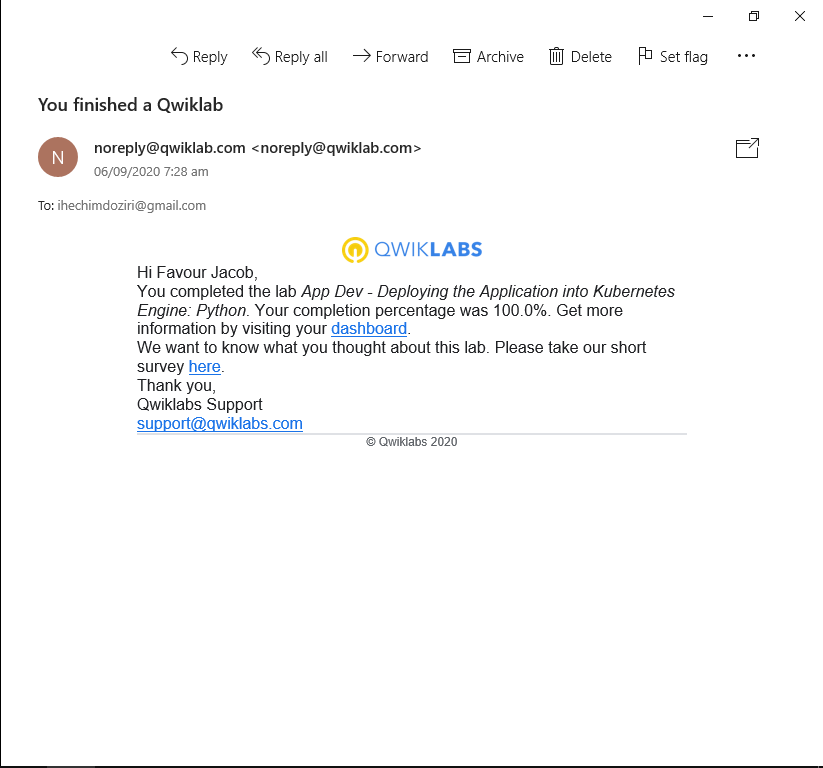 Reply Reply all Forward Archive Delete Set flag
You finished a Qwiklab
N
noreply@qwiklab.com <noreply@qwiklab.com>
06/09/2020 7:28 am
To: ihechimdoziri@gmail.com
QWIKLABS
Hi Favour Jacob,
You completed the lab App Dev - Deploying the Application into Kubernetes
Engine: Python. Your completion percentage was 100.0%. Get more
information by visiting your dashboard.
We want to know what you thought about this lab. Please take our short
survey here.
Thank you,
Qwiklabs Support
support@qwiklabs.com
© Qwiklabs 2020